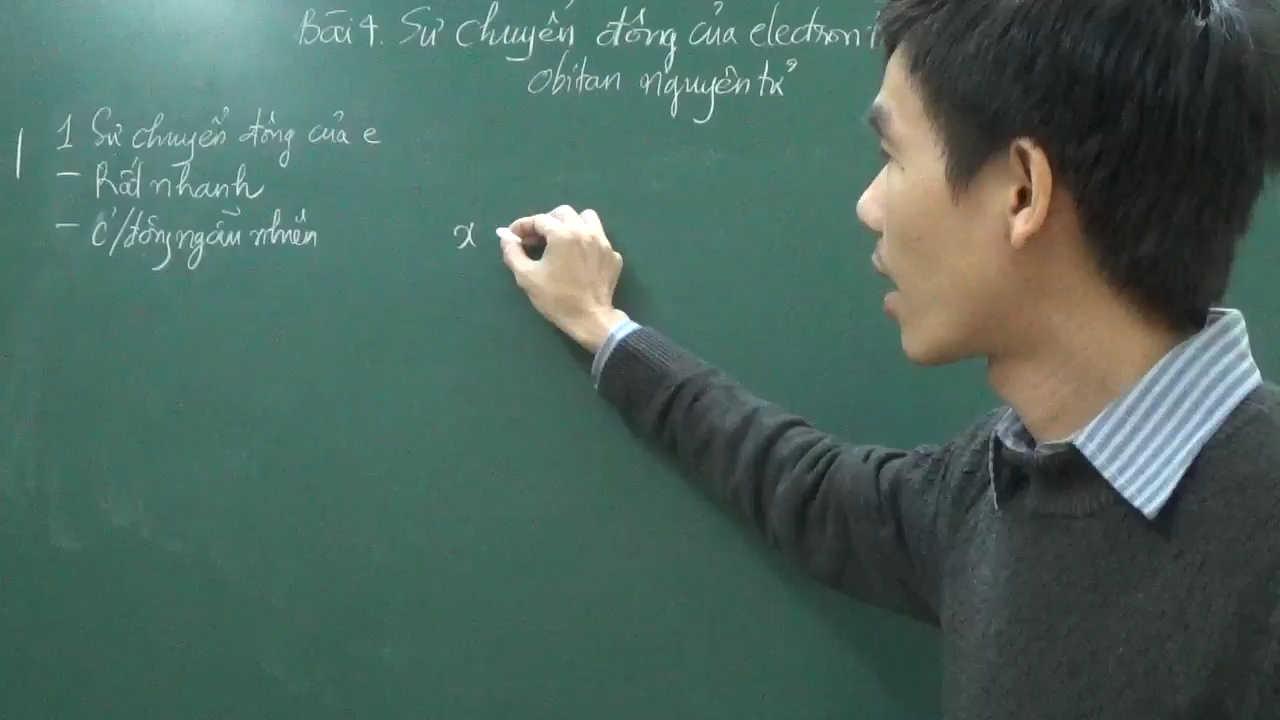 Bài 4. Sự chuyển động của electron
Obitan nguyên tử
1 Sự chuyển động của e
- Rất nhanh
- C/động ngẫu nhiên
x